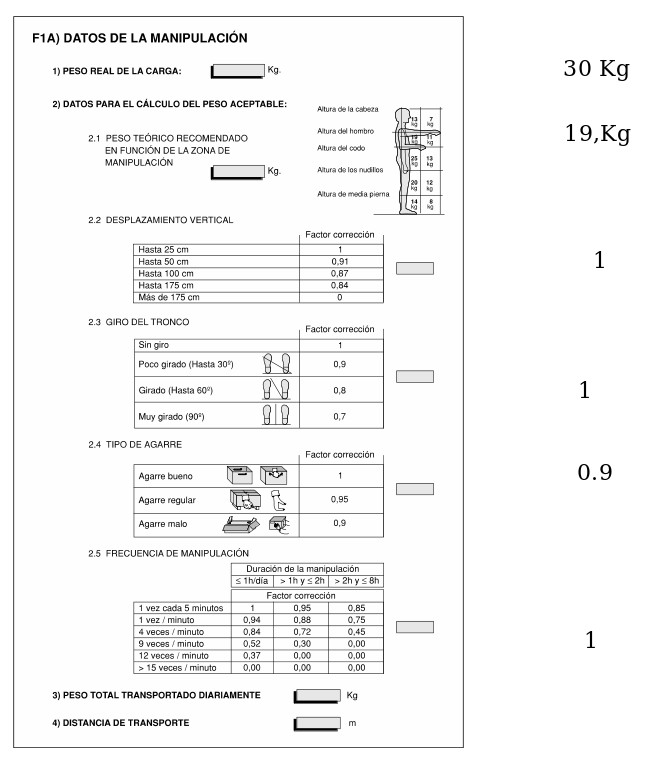 F1A) DATOS DE LA MANIPULACIÓN
1) PESO REAL DE LA CARGA: Kg. 30 Kg
2) DATOS PARA EL CÁLCULO DEL PESO ACEPTABLE:
2.1 PESO TEÓRICO RECOMENDADO
EN FUNCIÓN DE LA ZONA DE
MANIPULACIÓN
Kg. 19,Kg
Altura de la cabeza
Altura del hombro
Altura del codo
Altura de los nudillos
Altura de media pierna
13 kg 7 kg
19 kg 11 kg
25 kg 13 kg
20 kg 12 kg
14 kg 8 kg
2.2 DESPLAZAMIENTO VERTICAL
Factor corrección
Hasta 25 cm 1
Hasta 50 cm 0,91
Hasta 100 cm 0,87
Hasta 175 cm 0,84
Más de 175 cm 0
1
2.3 GIRO DEL TRONCO
Factor corrección
Sin giro 1
Poco girado (Hasta 30º) 0,9
Girado (Hasta 60º) 0,8
Muy girado (90º) 0,7
1
2.4 TIPO DE AGARRE
Factor corrección
Agarre bueno 1
Agarre regular 0,95
Agarre malo 0,9
0.9
2.5 FRECUENCIA DE MANIPULACIÓN
Duración de la manipulación
≤ 1h/día > 1h y ≤ 2h > 2h y ≤ 8h
Factor corrección
1 vez cada 5 minutos 1 0,95 0,85
1 vez / minuto 0,94 0,88 0,75
4 veces / minuto 0,84 0,72 0,45
9 veces / minuto 0,52 0,30 0,00
12 veces / minuto 0,37 0,00 0,00
> 15 veces / minuto 0,00 0,00 0,00
1
3) PESO TOTAL TRANSPORTADO DIARIAMENTE Kg
4) DISTANCIA DE TRANSPORTE m